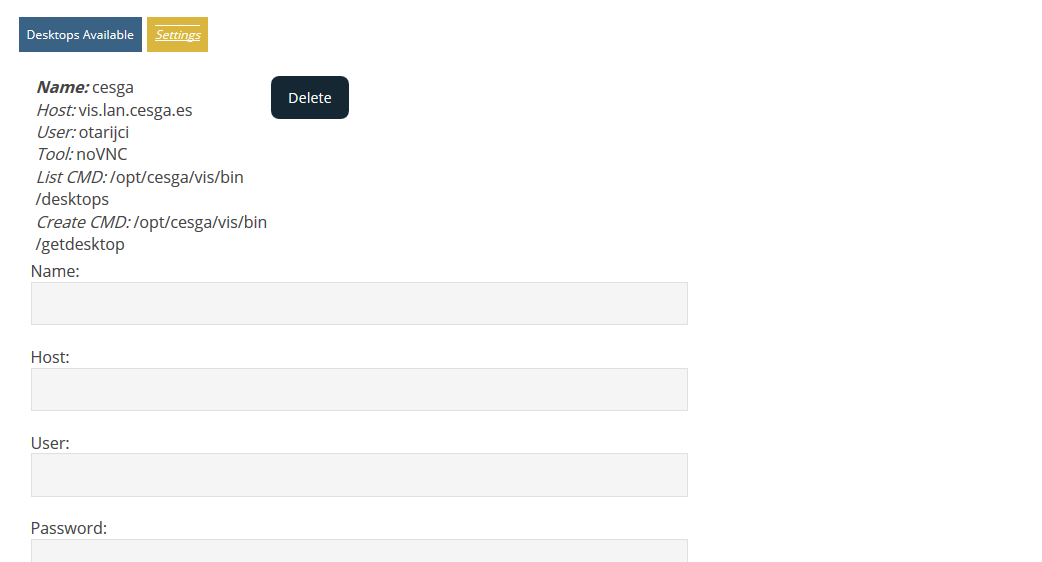 Desktops Available Settings
Name: cesga
Delete
Host: vis.lan.cesga.es
User: otarijci
Tool: noVNC
List CMD: /opt/cesga/vis/bin
/desktops
Create CMD: /opt/cesga/vis/bin
/getdesktop
Name:
Host:
User:
Password: